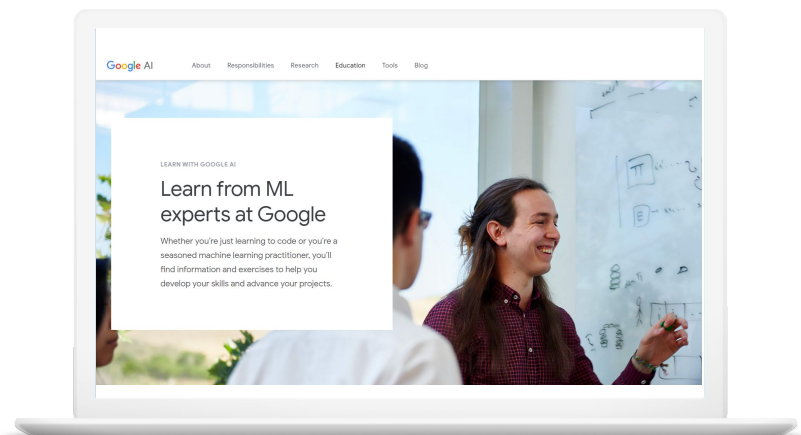 Google AI
About Responsibilities Research Education Tools Blog
LEARN WITH GOOGLE AI
Learn from ML
experts at Google
Whether you're just learning to code or you're a
seasoned machine learning practitioner, you'll
find information and exercises to help you
develop your skills and advance your projects.